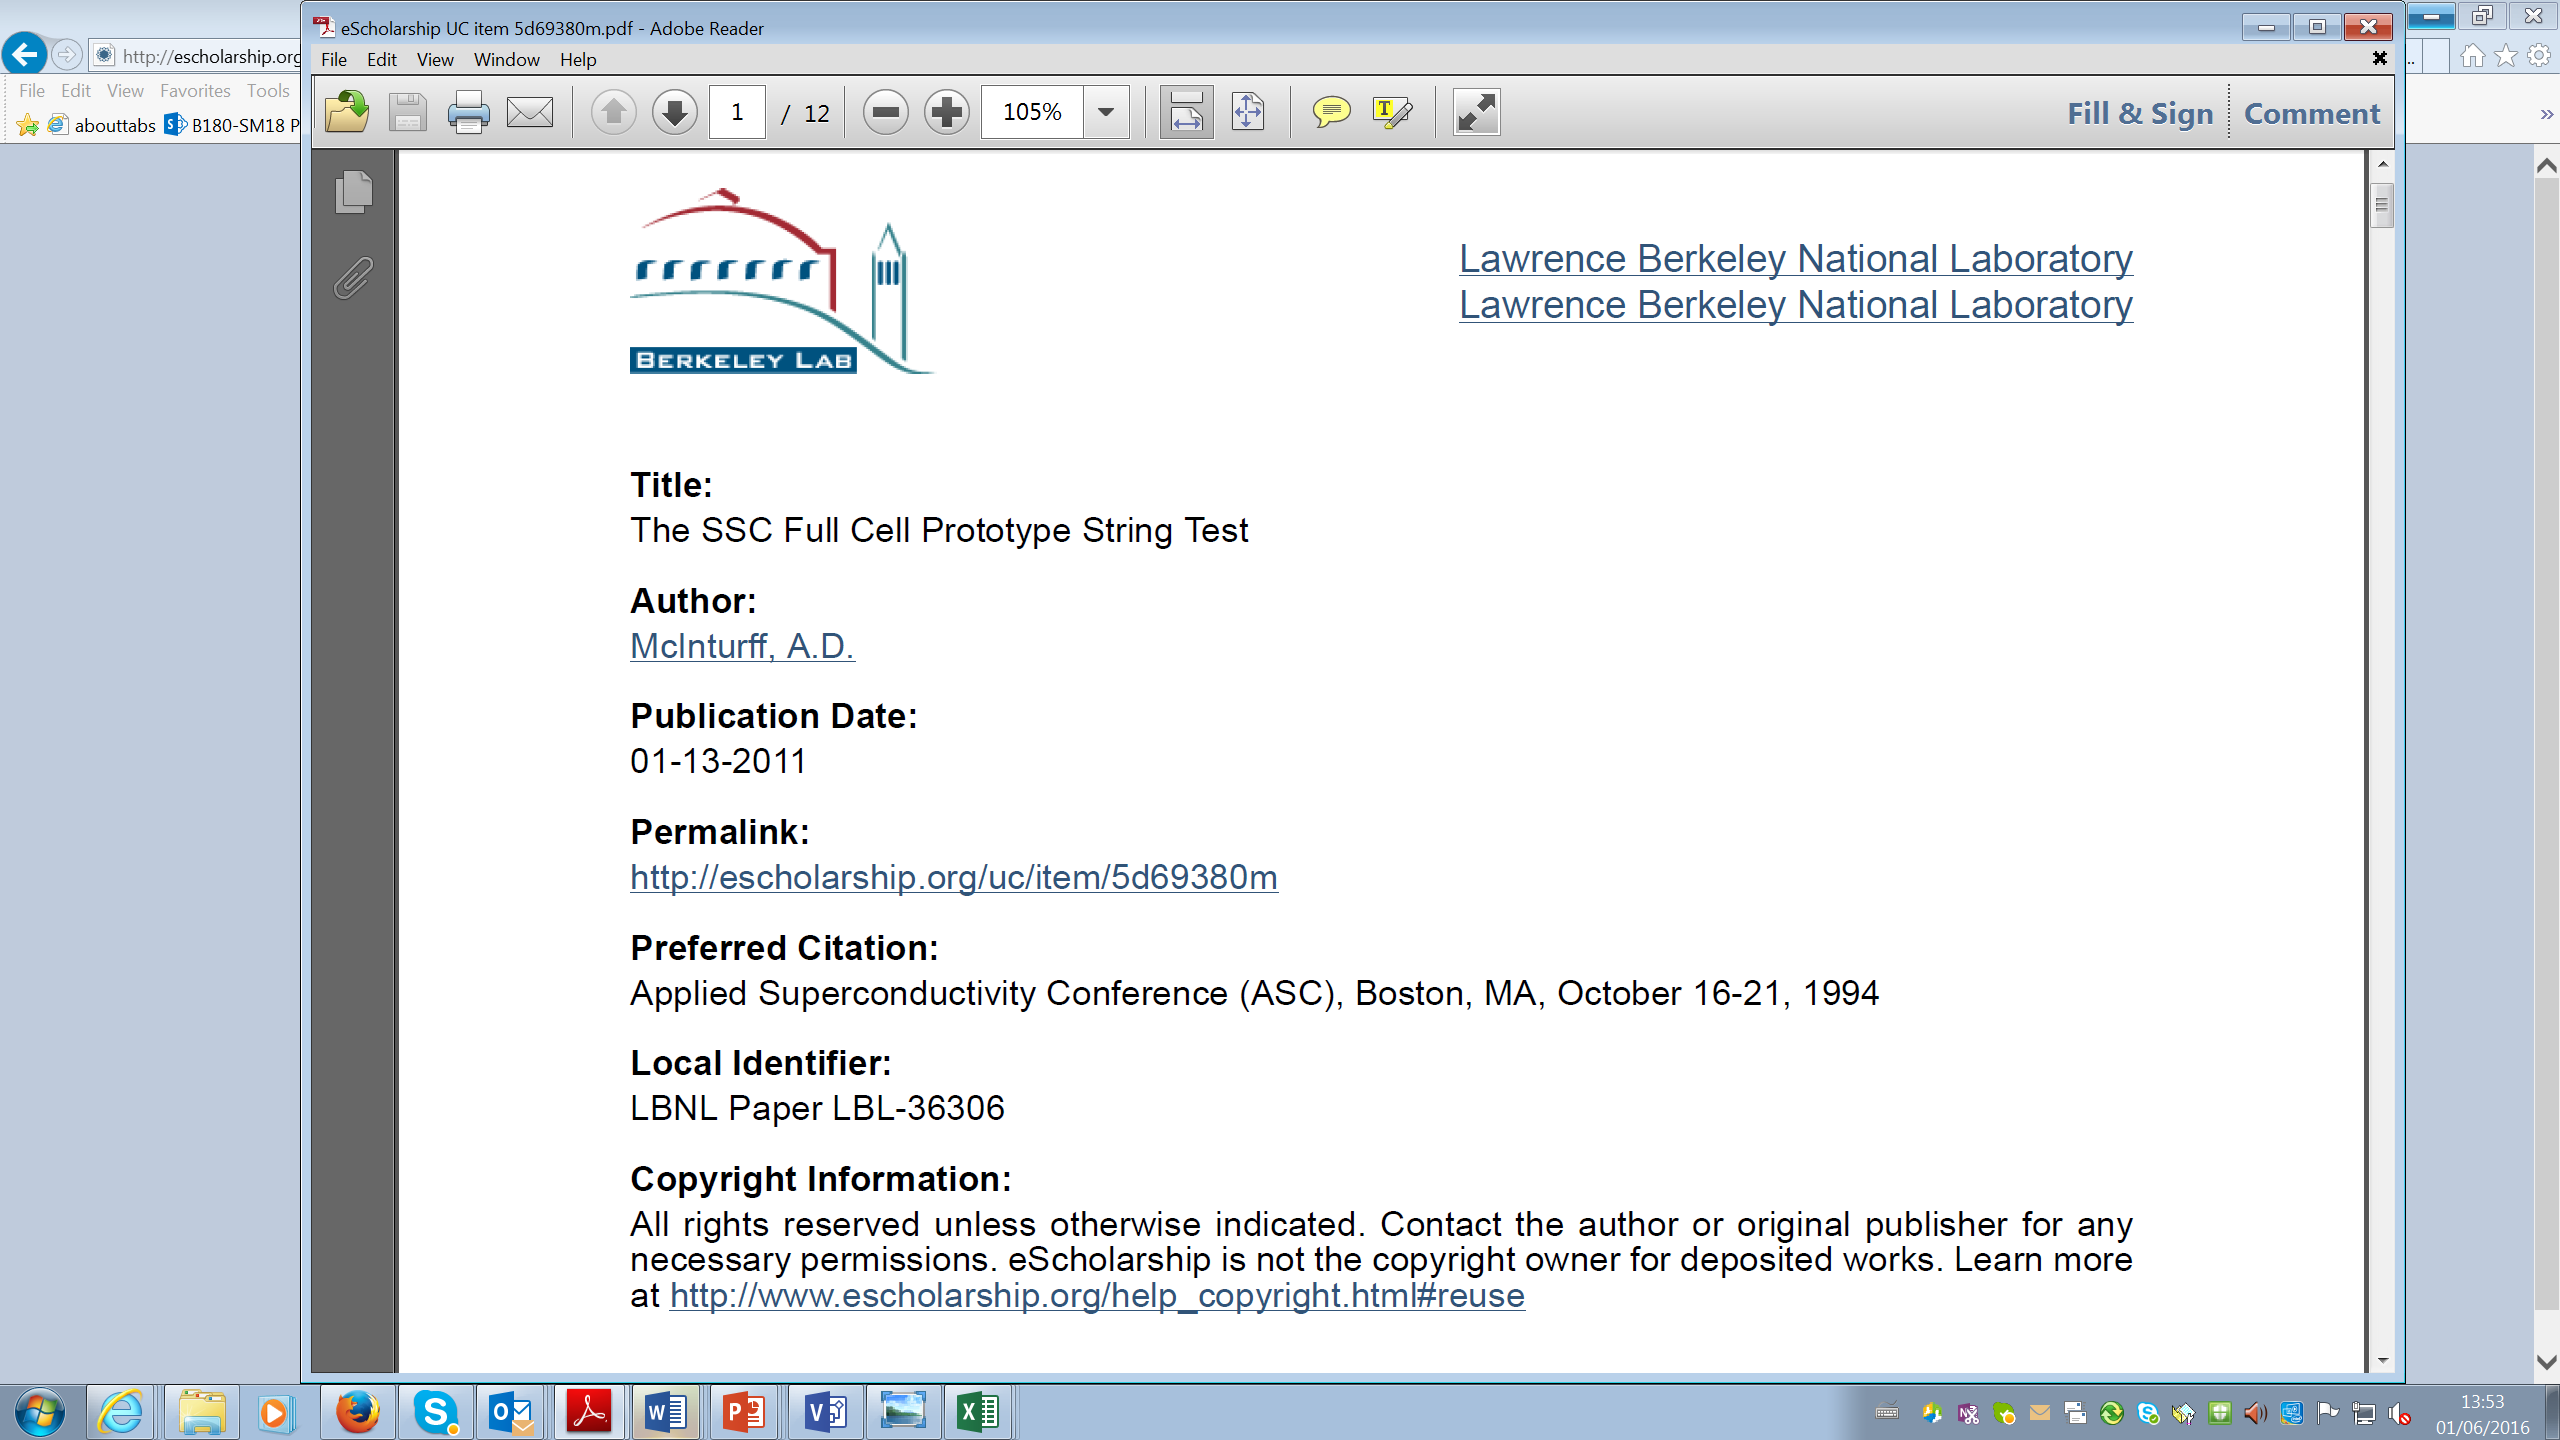 eScholarship UC item 5d69380m.pdf - Adobe Reader
http://escholarship.org
File Edit View Window Help
File Edit View Favorites Tools
abouttabs B180-SM18 P
1 / 12 105% Fill & Sign Comment
Lawrence Berkeley National Laboratory
Lawrence Berkeley National Laboratory
BERKELEY LAB
Title:
The SSC Full Cell Prototype String Test
Author:
McInturff, A.D.
Publication Date:
01-13-2011
Permalink:
http://escholarship.org/uc/item/5d69380m
Preferred Citation:
Applied Superconductivity Conference (ASC), Boston, MA, October 16-21, 1994
Local Identifier:
LBNL Paper LBL-36306
Copyright Information:
All rights reserved unless otherwise indicated. Contact the author or original publisher for any
necessary permissions. eScholarship is not the copyright owner for deposited works. Learn more
at http://www.escholarship.org/help_copyright.html#reuse
13:53
01/06/2016